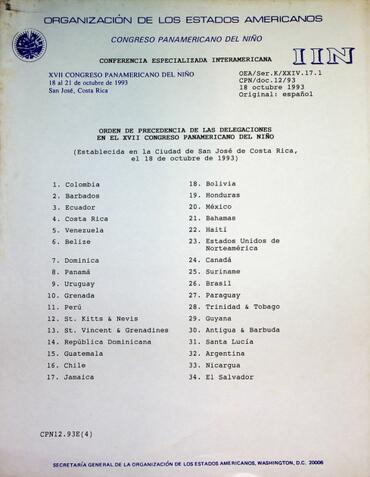 ORGANIZACIÓN DE LOS ESTADOS AMERICANOS
CONGRESO PANAMERICANO DEL NIÑO
CONFERENCIA ESPECIALIZADA INTERAMERICANA
IIN
XVII CONGRESO PANAMERICANO DEL NIÑO
18 al 21 de octubre de 1993
San José, Costa Rica
OEA/Ser.K/XXIV.17.1
CPN/doc.12/93
18 octubre 1993
Original: español
ORDEN DE PRECEDENCIA DE LAS DELEGACIONES
EN EL XVII CONGRESO PANAMERICANO DEL NIÑO
(Establecida en la Ciudad de San José de Costa Rica,
el 18 de octubre de 1993)
1. Colombia
2. Barbados
3. Ecuador
4. Costa Rica
5. Venezuela
6. Belize
7. Dominica
8. Panamá
9. Uruguay
10. Grenada
11. Perú
12. St. Kitts & Nevis
13. St. Vincent & Grenadines
14. República Dominicana
15. Guatemala
16. Chile
17. Jamaica
18. Bolivia
19. Honduras
20. México
21. Bahamas
22. Haití
23. Estados Unidos de
Norteamérica
24. Canadá
25. Suriname
26. Brasil
27. Paraguay
28. Trinidad & Tobago
29. Guyana
30. Antigua & Barbuda
31. Santa Lucía
32. Argentina
33. Nicargua
34. El Salvador
CPN12.93E(4)
SECRETARÍA GENERAL DE LA ORGANIZACIÓN DE LOS ESTADOS AMERICANOS, WASHINGTON, D.C. 20006